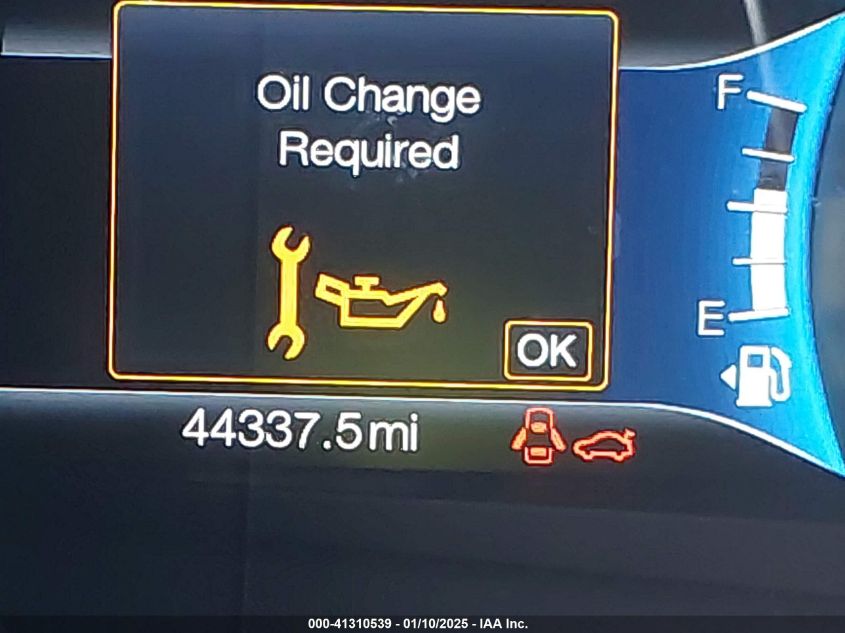 Oil Change
Required
OK
F
E
44337.5mi
000-41310539 - 01/10/2025 - IAA Inc.